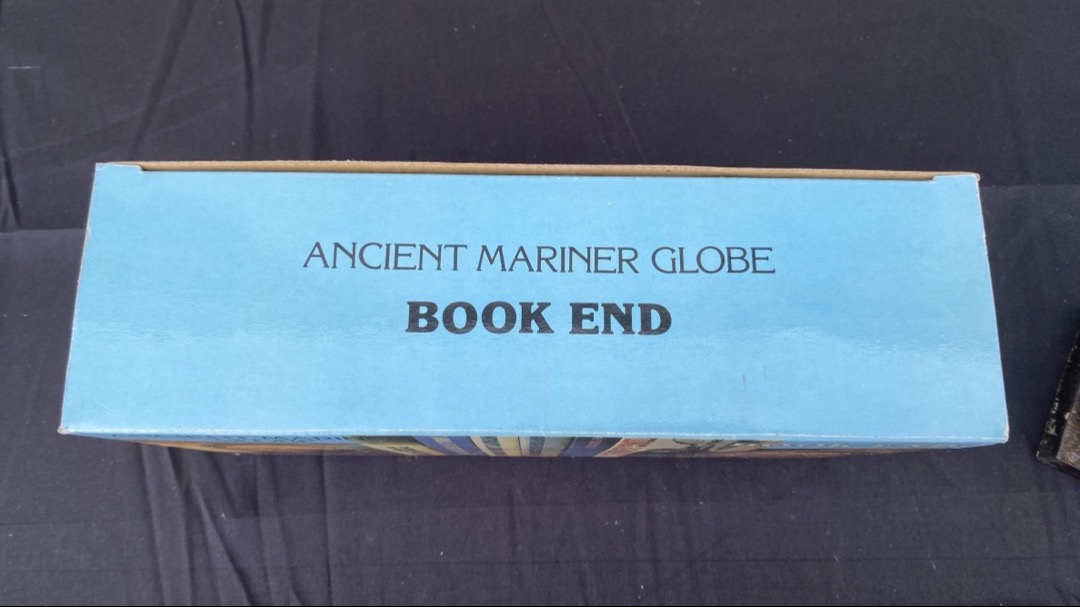 ANCIENT MARINER GLOBE
BOOK END